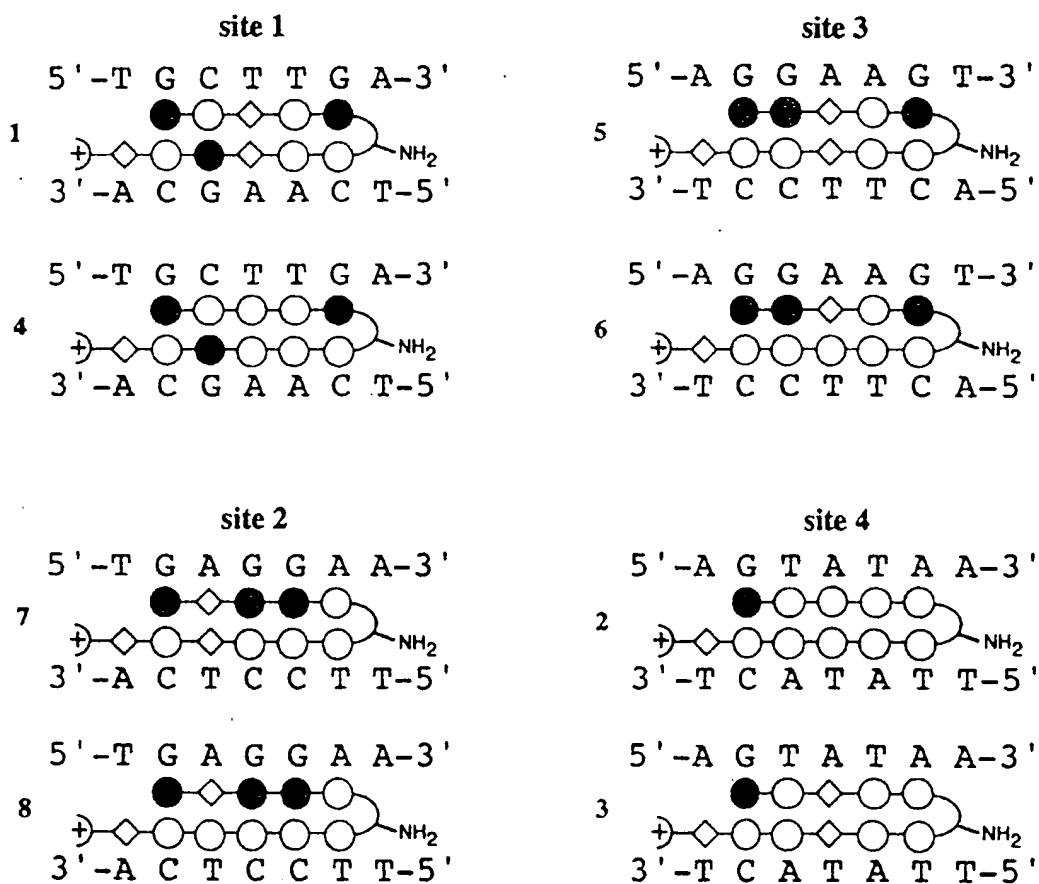 site 1
5'-T G C T T G A-3'
1
+
NH2
3'-A C G A A C T-5'
5'-T G C T T G A-3'
4
+
NH2
3'-A C G A A C T-5'
site 3
5'-A G G A A G T-3'
5
+
NH2
3'-T C C T T C A-5'
5'-A G G A A G T-3'
6
+
NH2
3'-T C C T T C A-5'
site 2
5'-T G A G G A A-3'
7
+
NH2
3'-A C T C C T T-5'
5'-T G A G G A A-3'
8
+
NH2
3'-A C T C C T T-5'
site 4
5'-A G T A T A A-3'
2
+
NH2
3'-T C A T A T T-5'
5'-A G T A T A A-3'
3
+
NH2
3'-T C A T A T T-5'